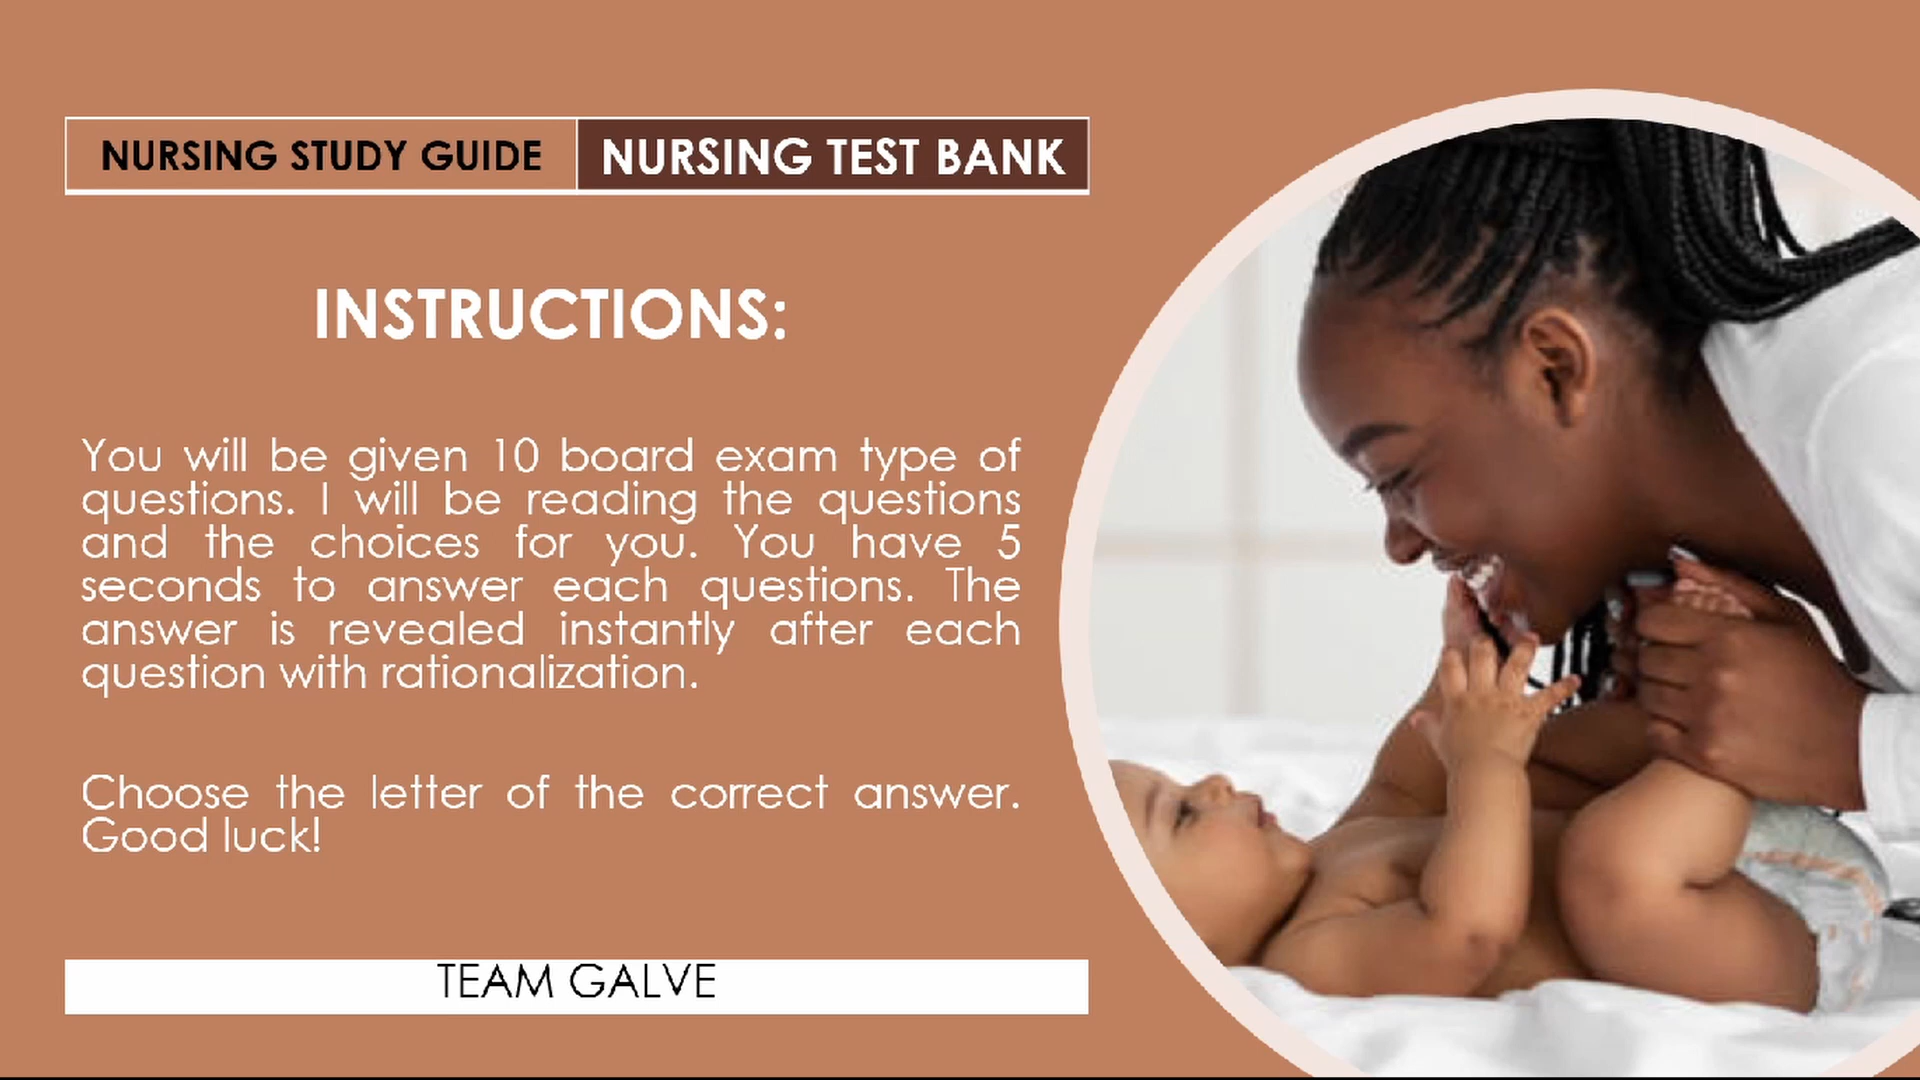 NURSING STUDY GUIDE NURSING TEST BANK
INSTRUCTIONS:
You will be given 10 board exam type of
questions. I will be reading the questions
and the choices for you. You have 5
seconds to answer each questions. The
answer is revealed instantly after each
question with rationalization.
Choose the letter of the correct answer.
Good luck!
TEAM GALVE